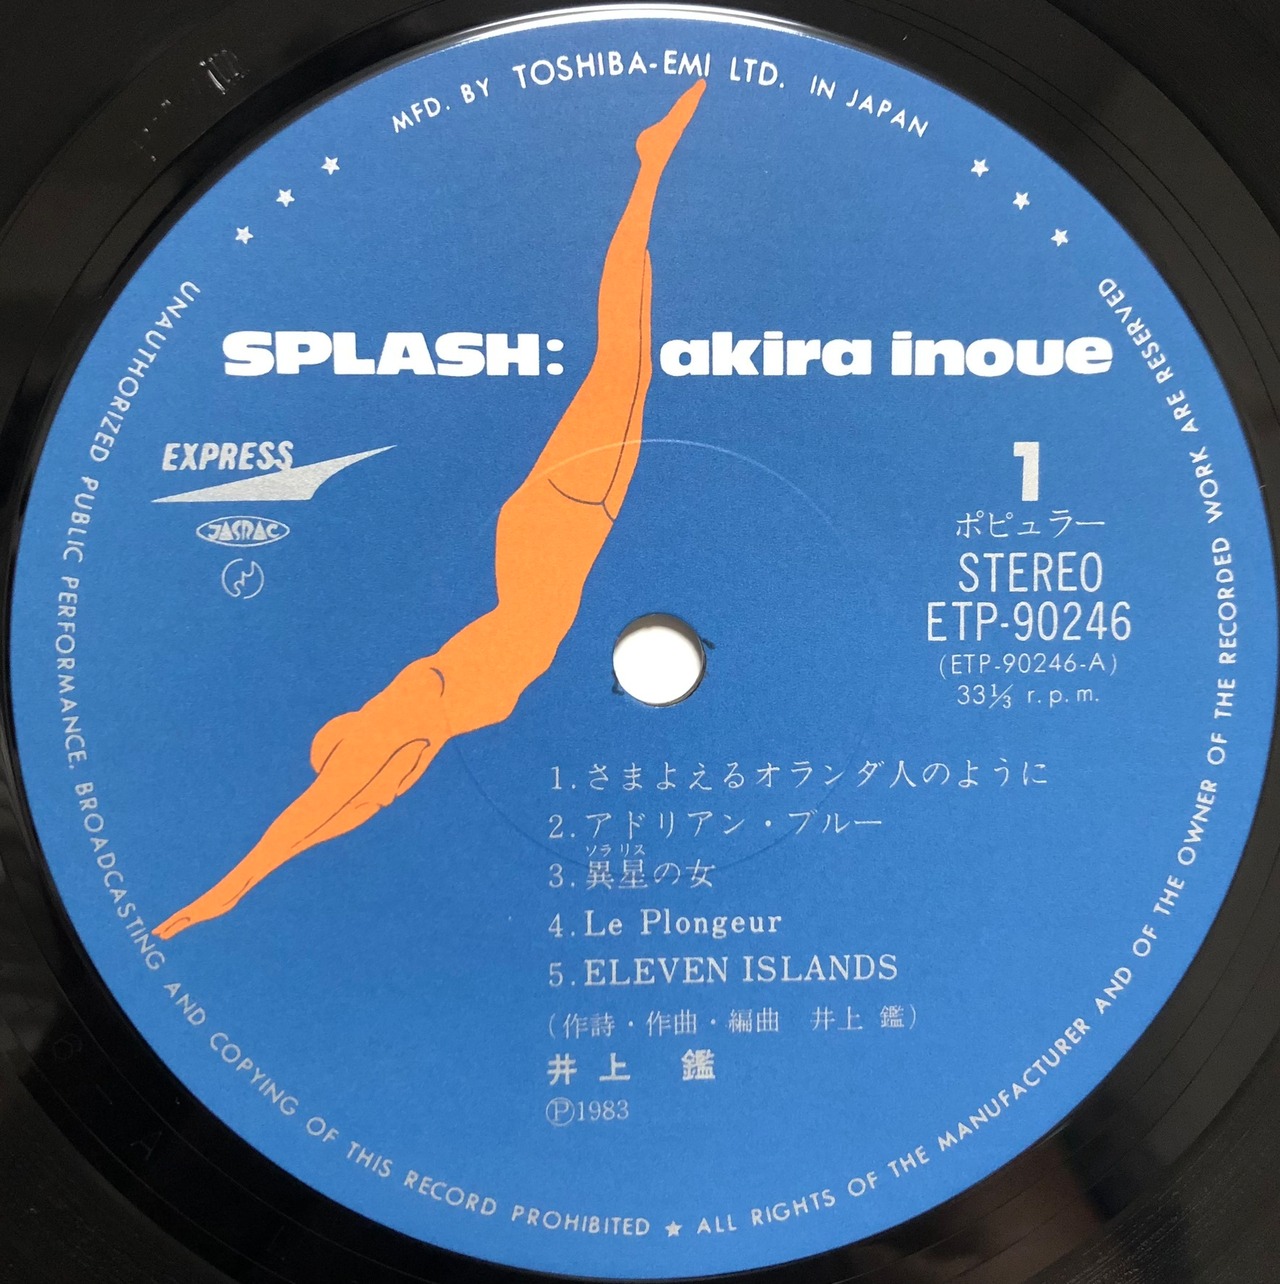 MFD. BY TOSHIBA-EMI LTD. IN JAPAN
SPLASH: akira inoue
EXPRESS
JASRAC
1
ポピュラー
STEREO
ETP-90246
(ETP-90246-A)
33⅓ r.p.m.
1.さまよえるオランダ人のように
2.アドリアン・ブルー
ソラリス
3.異星の女
4.Le Plongeur
5.ELEVEN ISLANDS
(作詩・作曲・編曲 井上 鑑)
井上 鑑
Ⓟ1983
UNAUTHORIZED PUBLIC PERFORMANCE, BROADCASTING AND COPYING OF THIS RECORD PROHIBITED ★ ALL RIGHTS OF THE MANUFACTURER AND OF THE OWNER OF THE RECORDED WORK ARE RESERVED